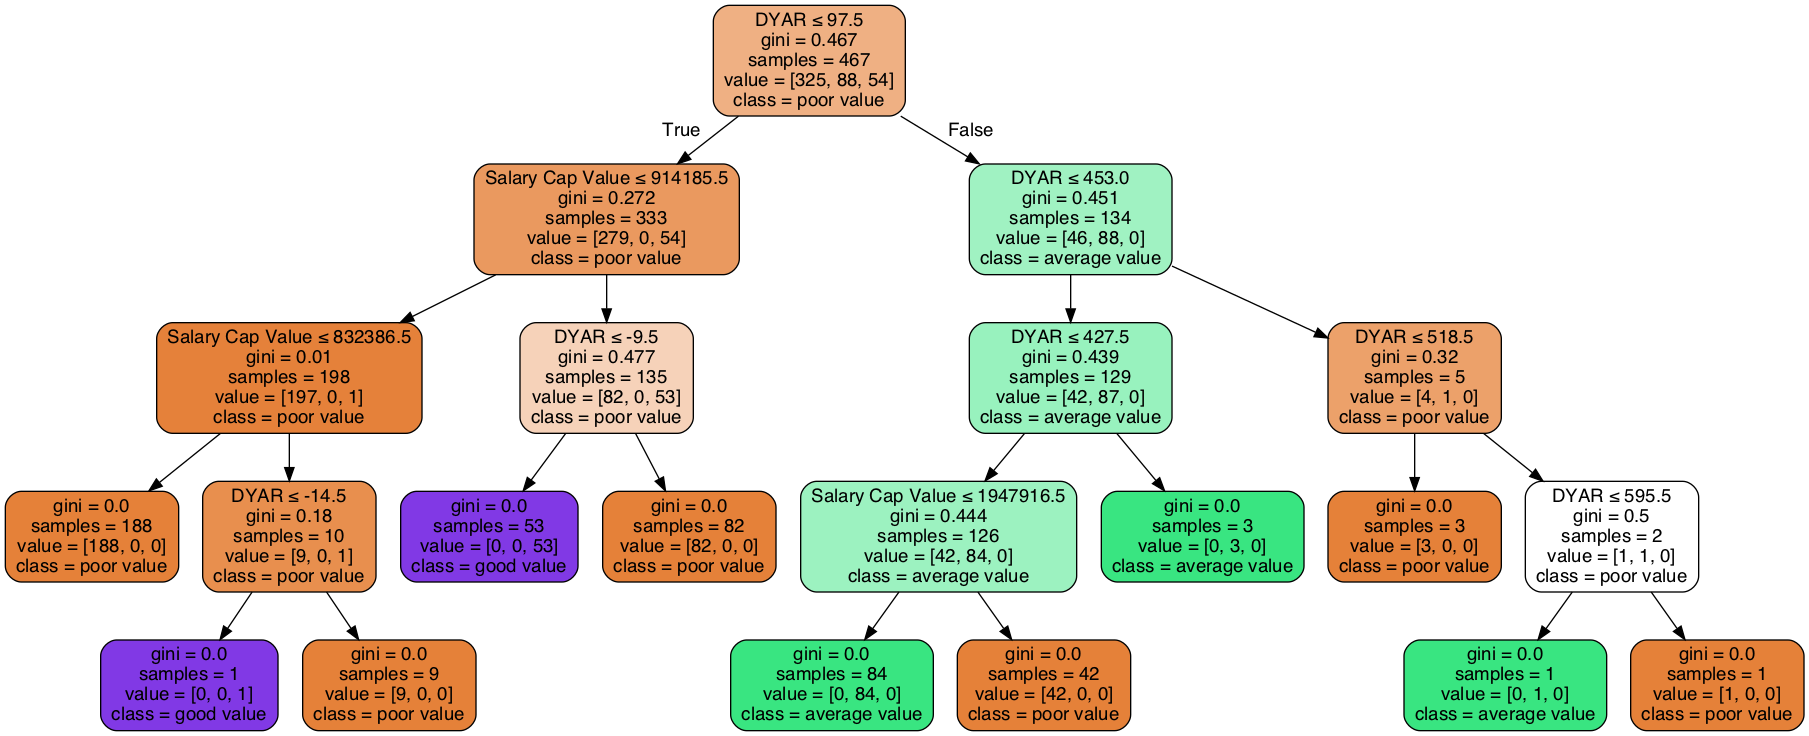 DYAR ≤ 97.5
gini = 0.467
samples = 467
value = [325, 88, 54]
class = poor value
True
False
Salary Cap Value ≤ 914185.5
gini = 0.272
samples = 333
value = [279, 0, 54]
class = poor value
DYAR ≤ 453.0
gini = 0.451
samples = 134
value = [46, 88, 0]
class = average value
Salary Cap Value ≤ 832386.5
gini = 0.01
samples = 198
value = [197, 0, 1]
class = poor value
DYAR ≤ -9.5
gini = 0.477
samples = 135
value = [82, 0, 53]
class = poor value
DYAR ≤ 427.5
gini = 0.439
samples = 129
value = [42, 87, 0]
class = average value
DYAR ≤ 518.5
gini = 0.32
samples = 5
value = [4, 1, 0]
class = poor value
gini = 0.0
samples = 188
value = [188, 0, 0]
class = poor value
DYAR ≤ -14.5
gini = 0.18
samples = 10
value = [9, 0, 1]
class = poor value
gini = 0.0
samples = 53
value = [0, 0, 53]
class = good value
gini = 0.0
samples = 82
value = [82, 0, 0]
class = poor value
Salary Cap Value ≤ 1947916.5
gini = 0.444
samples = 126
value = [42, 84, 0]
class = average value
gini = 0.0
samples = 3
value = [0, 3, 0]
class = average value
gini = 0.0
samples = 3
value = [3, 0, 0]
class = poor value
DYAR ≤ 595.5
gini = 0.5
samples = 2
value = [1, 1, 0]
class = poor value
gini = 0.0
samples = 1
value = [0, 0, 1]
class = good value
gini = 0.0
samples = 9
value = [9, 0, 0]
class = poor value
gini = 0.0
samples = 84
value = [0, 84, 0]
class = average value
gini = 0.0
samples = 42
value = [42, 0, 0]
class = poor value
gini = 0.0
samples = 1
value = [0, 1, 0]
class = average value
gini = 0.0
samples = 1
value = [1, 0, 0]
class = poor value